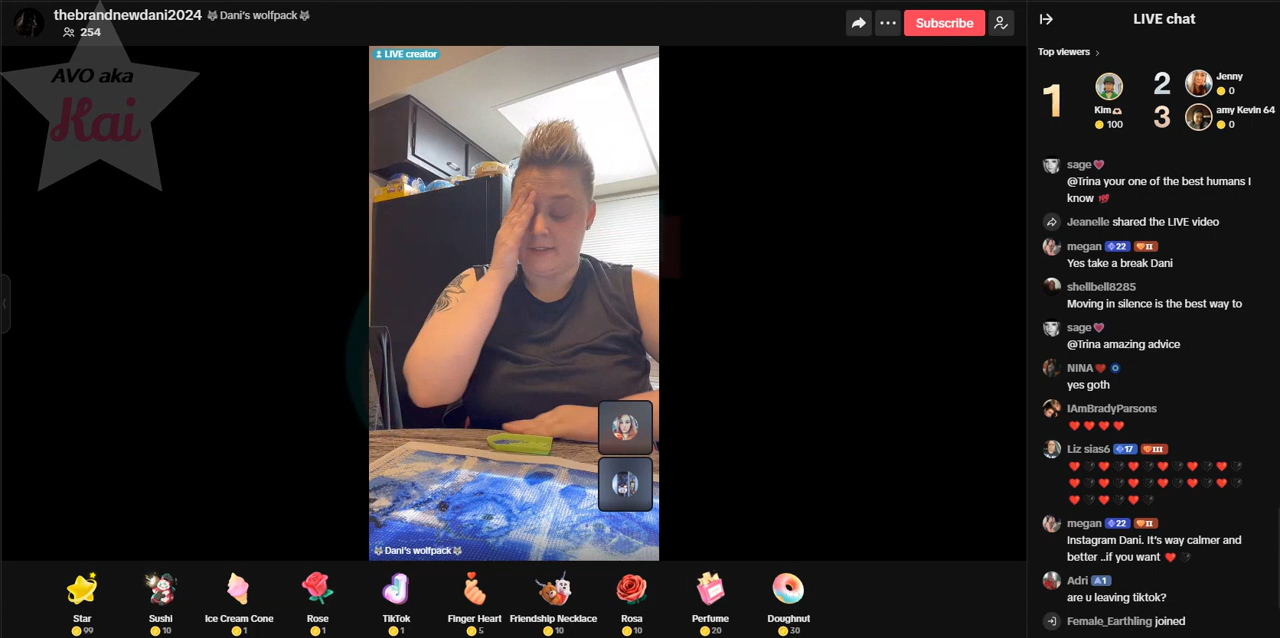 thebrandnewdani2024 🐺Dani's wolfpack🐺
254
Subscribe
AVO aka
Kai
LIVE creator
🐺Dani's wolfpack🐺
Star
99
Sushi
10
Ice Cream Cone
1
Rose
1
TikTok
1
Finger Heart
5
Friendship Necklace
10
Rosa
10
Perfume
20
Doughnut
30
LIVE chat
Top viewers >
1
Kim
100
2
Jenny
0
3
amy Kevin 64
0
sage
@Trina your one of the best humans I
know 💯
Jeanelle shared the LIVE video
megan 22 II
Yes take a break Dani
shellbell8285
Moving in silence is the best way to
sage
@Trina amazing advice
NINA
yes goth
IAmBradyParsons
Liz sias6 17 III
megan 22 II
Instagram Dani. It's way calmer and
better ..if you want
Adri A1
are u leaving tiktok?
Female_Earthling joined